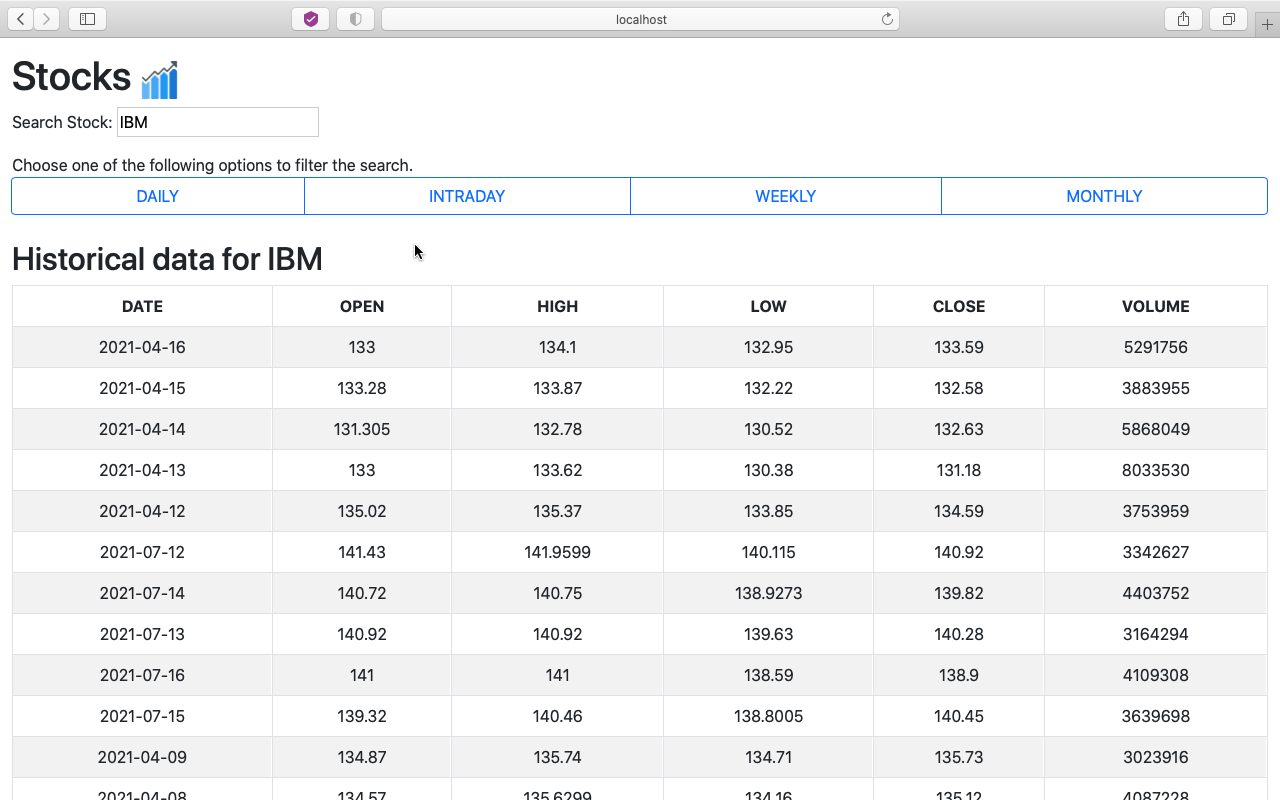 localhost
Stocks
Search Stock: IBM
Choose one of the following options to filter the search.
DAILY INTRADAY WEEKLY MONTHLY
Historical data for IBM
DATE OPEN HIGH LOW CLOSE VOLUME
2021-04-16 133 134.1 132.95 133.59 5291756
2021-04-15 133.28 133.87 132.22 132.58 3883955
2021-04-14 131.305 132.78 130.52 132.63 5868049
2021-04-13 133 133.62 130.38 131.18 8033530
2021-04-12 135.02 135.37 133.85 134.59 3753959
2021-07-12 141.43 141.9599 140.115 140.92 3342627
2021-07-14 140.72 140.75 138.9273 139.82 4403752
2021-07-13 140.92 140.92 139.63 140.28 3164294
2021-07-16 141 141 138.59 138.9 4109308
2021-07-15 139.32 140.46 138.8005 140.45 3639698
2021-04-09 134.87 135.74 134.71 135.73 3023916
2021-04-08 134.57 135.6299 134.16 135.12 4087228